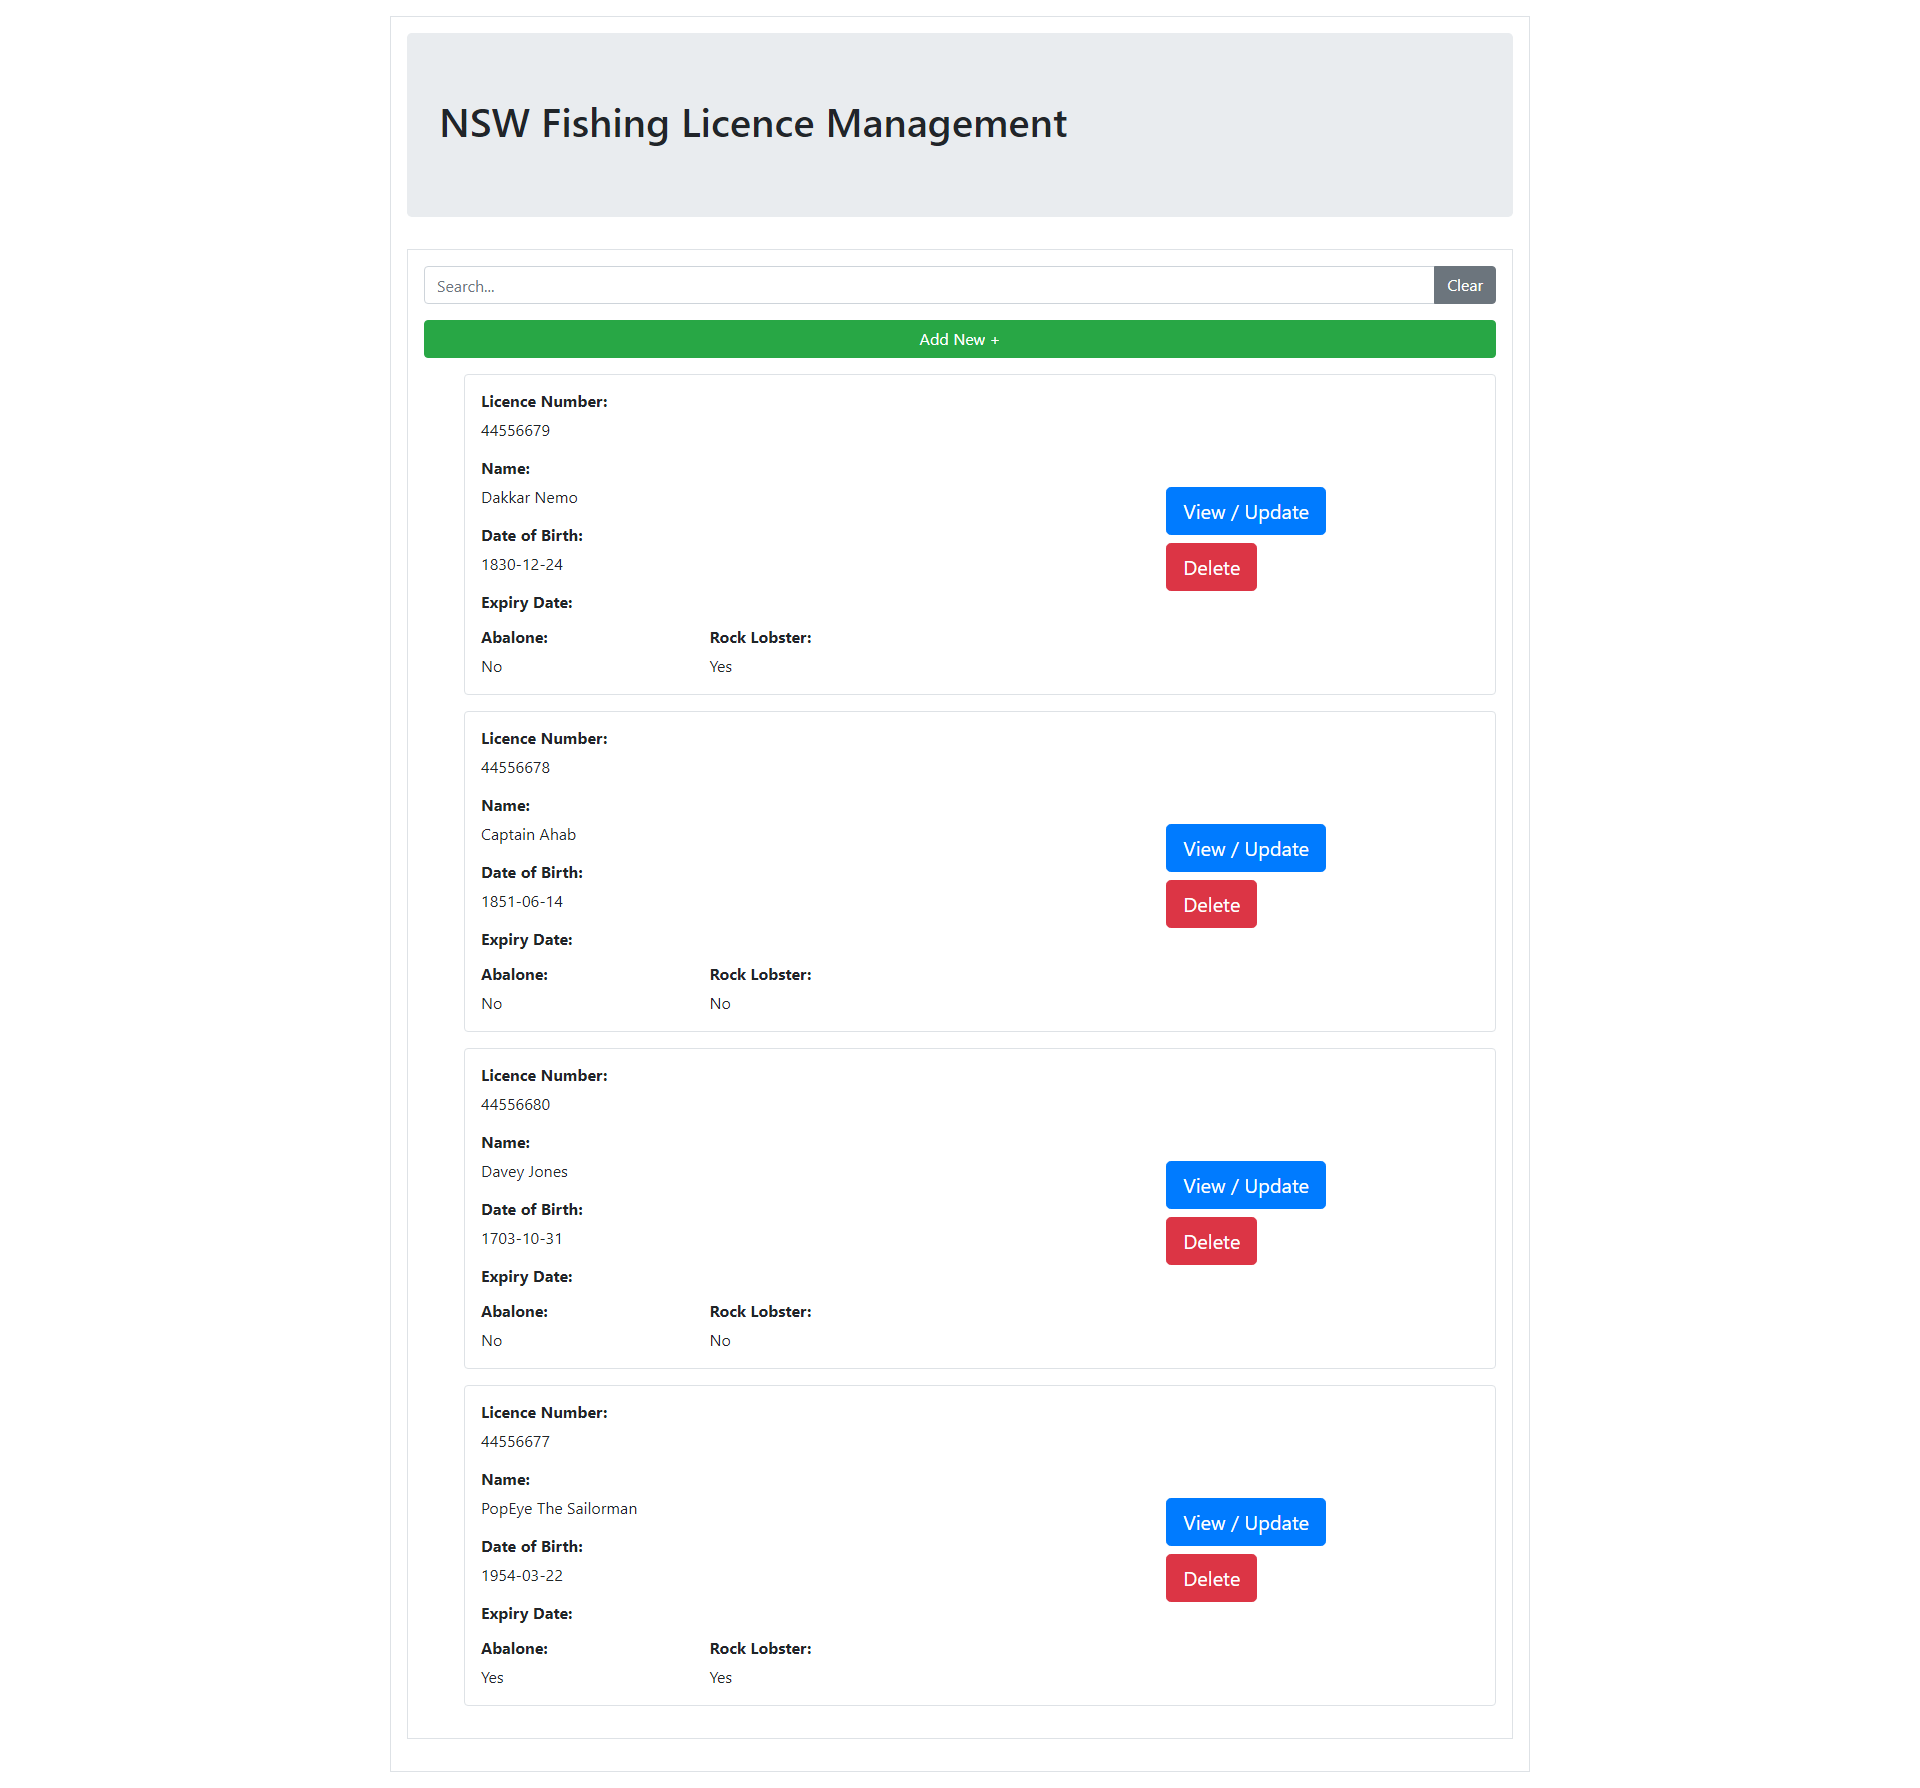 NSW Fishing Licence Management
Search...
Clear
Add New +
Licence Number:
44556679
Name:
Dakkar Nemo
Date of Birth:
1830-12-24
Expiry Date:
Abalone: Rock Lobster:
No Yes
View / Update
Delete
Licence Number:
44556678
Name:
Captain Ahab
Date of Birth:
1851-06-14
Expiry Date:
Abalone: Rock Lobster:
No No
View / Update
Delete
Licence Number:
44556680
Name:
Davey Jones
Date of Birth:
1703-10-31
Expiry Date:
Abalone: Rock Lobster:
No No
View / Update
Delete
Licence Number:
44556677
Name:
PopEye The Sailorman
Date of Birth:
1954-03-22
Expiry Date:
Abalone: Rock Lobster:
Yes Yes
View / Update
Delete